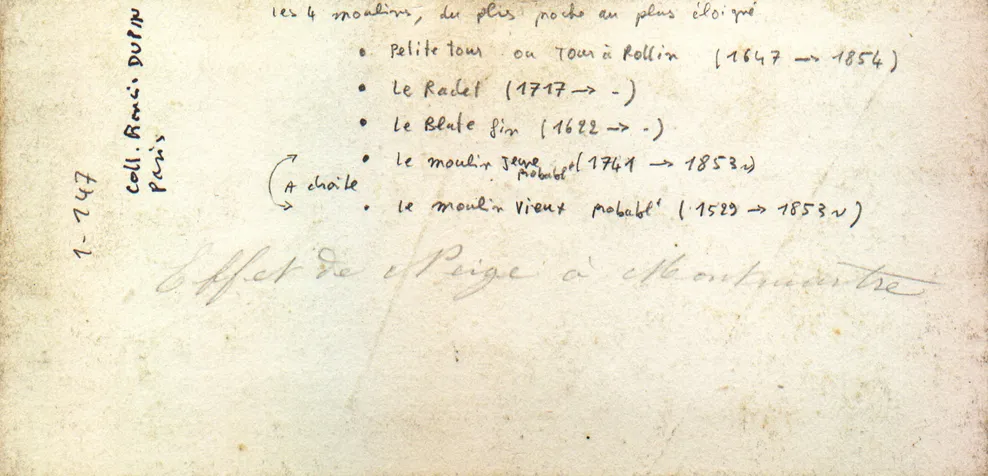 les 4 moulins, du plus proche au plus éloigné
• Petite tour ou Tour à Rollin (1647 → 1854)
• Le Radet (1717 → -)
• Le Blute fin (1622 → -)
• Le moulin Jeune probablt (1741 → 1853 ~)
A droite
• Le moulin Vieux probablt (1529 → 1853 ~)
Effet de Neige à Montmartre
Coll. Romain DUPIN
Paris
1-147